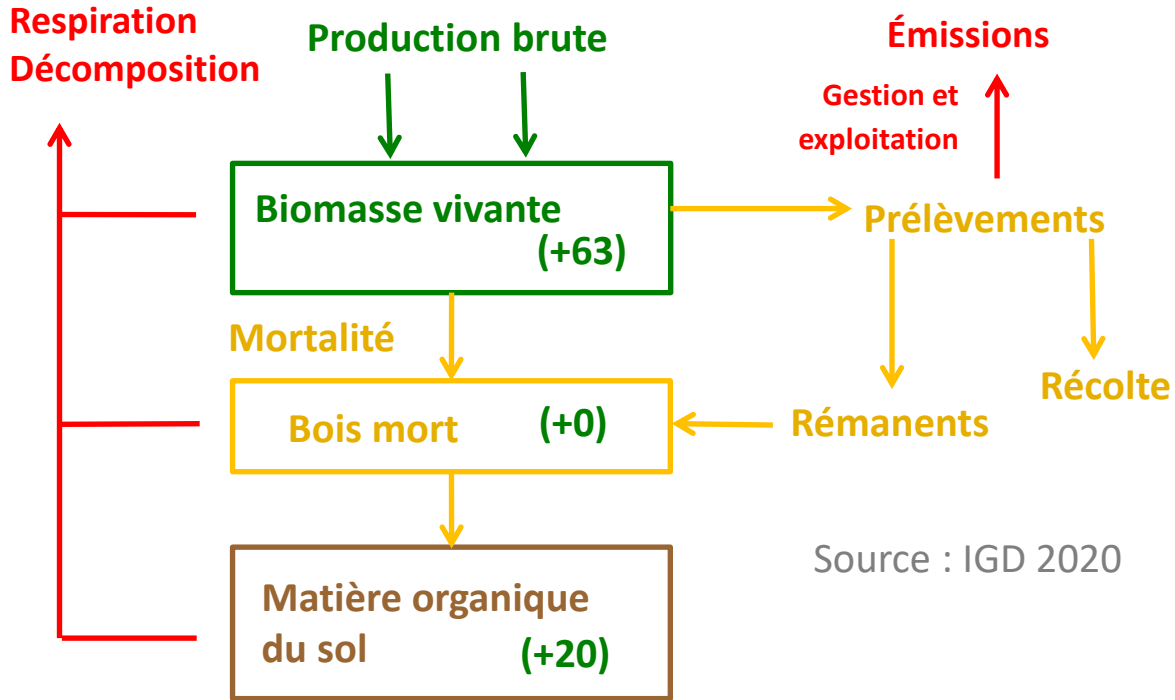 Respiration
Décomposition
Production brute
Émissions
Gestion et
exploitation
Biomasse vivante
(+63)
Prélèvements
Mortalité
Récolte
Bois mort (+0)
Rémanents
Matière organique
du sol (+20)
Source : IGD 2020